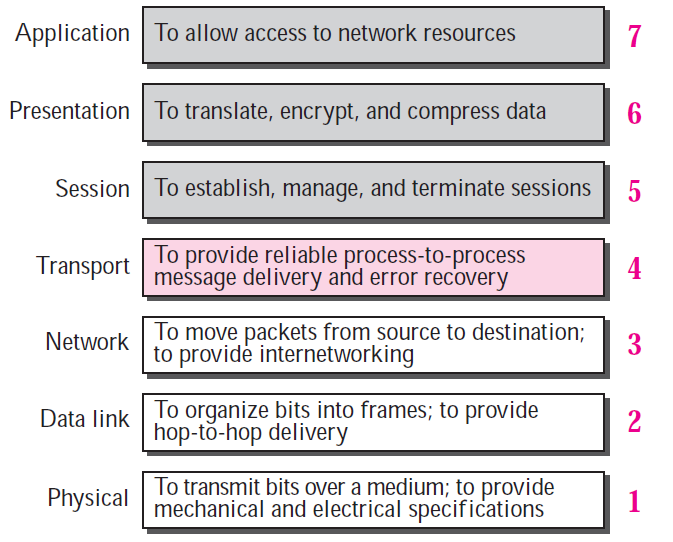 Application To allow access to network resources 7
Presentation To translate, encrypt, and compress data 6
Session To establish, manage, and terminate sessions 5
Transport To provide reliable process-to-process
message delivery and error recovery 4
Network To move packets from source to destination;
to provide internetworking 3
Data link To organize bits into frames; to provide
hop-to-hop delivery 2
Physical To transmit bits over a medium; to provide
mechanical and electrical specifications 1